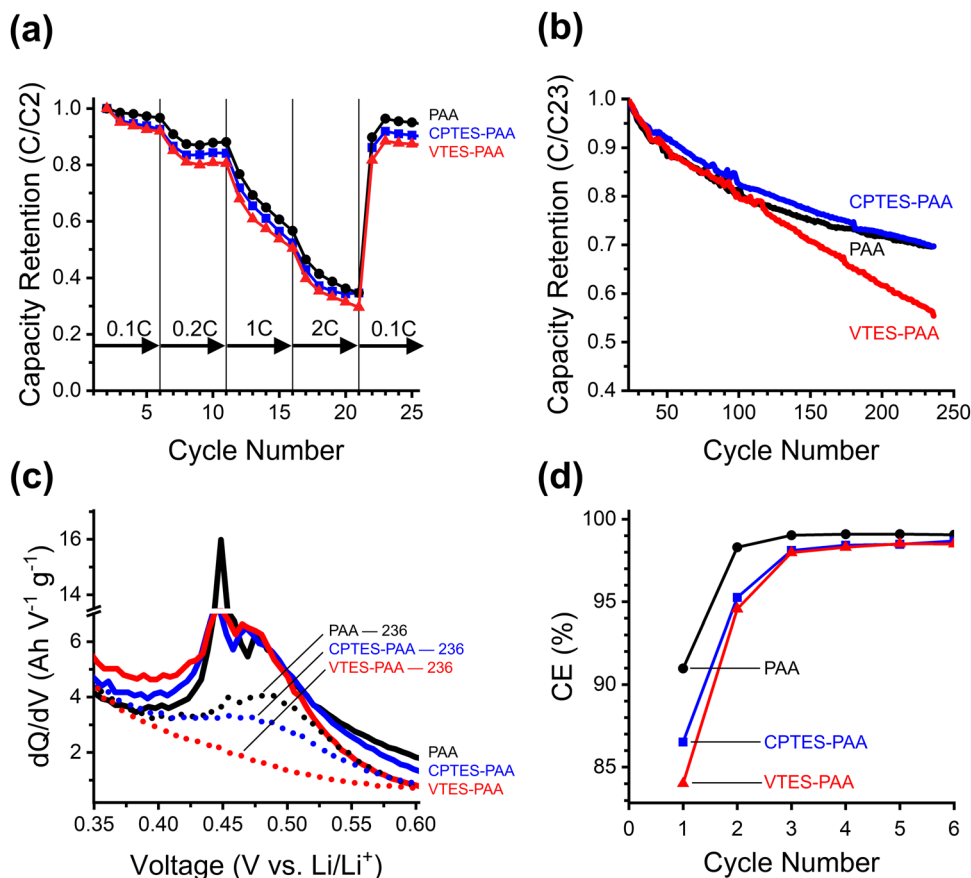 (a)
Capacity Retention (C/C2)
1.0
0.8
0.6
0.4
0.2
0.0
PAA
CPTES-PAA
VTES-PAA
0.1C 0.2C 1C 2C 0.1C
5 10 15 20 25
Cycle Number
(b)
Capacity Retention (C/C23)
1.0
0.9
0.8
0.7
0.6
0.5
0.4
CPTES-PAA
PAA
VTES-PAA
50 100 150 200 250
Cycle Number
(c)
dQ/dV (Ah V⁻¹ g⁻¹)
16
14
6
4
2
PAA — 236
CPTES-PAA — 236
VTES-PAA — 236
PAA
CPTES-PAA
VTES-PAA
0.35 0.40 0.45 0.50 0.55 0.60
Voltage (V vs. Li/Li⁺)
(d)
CE (%)
100
95
90
85
PAA
CPTES-PAA
VTES-PAA
0 1 2 3 4 5 6
Cycle Number